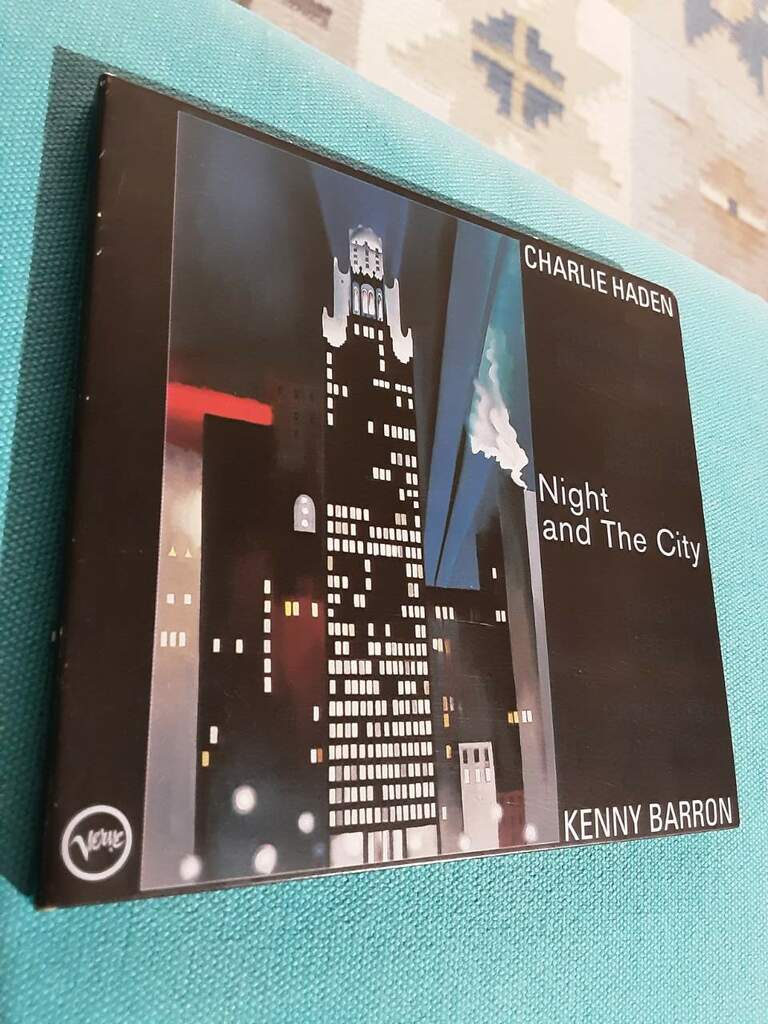 CHARLIE HADEN
Night
and The City
KENNY BARRON
Verve